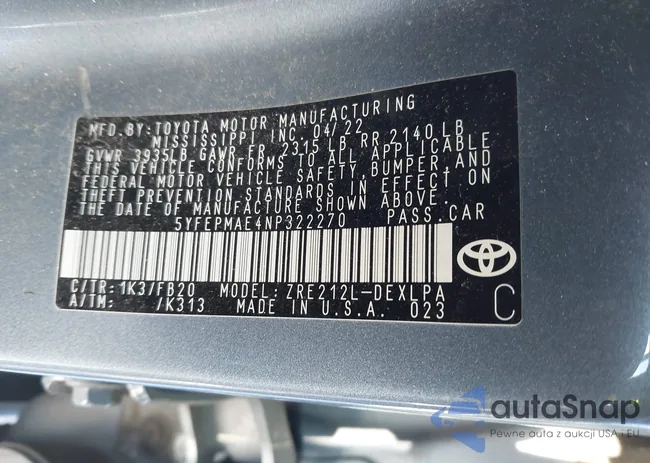 MFD.BY:TOYOTA MOTOR MANUFACTURING
MISSISSIPPI INC. 04/22
GVWR 3935LB GAWR FR 2315 LB RR 2140 LB
THIS VEHICLE CONFORMS TO ALL APPLICABLE
FEDERAL MOTOR VEHICLE SAFETY, BUMPER, AND
THEFT PREVENTION STANDARDS IN EFFECT ON
THE DATE OF MANUFACTURE SHOWN ABOVE.
5YFEPMAE4NP322270 PASS.CAR
C/TR: 1K3/FB20 MODEL: ZRE212L-DEXLPA
A/TM: /K313 MADE IN U.S.A. 023
C
autaSnap
Pewne auta z aukcji USA i EU